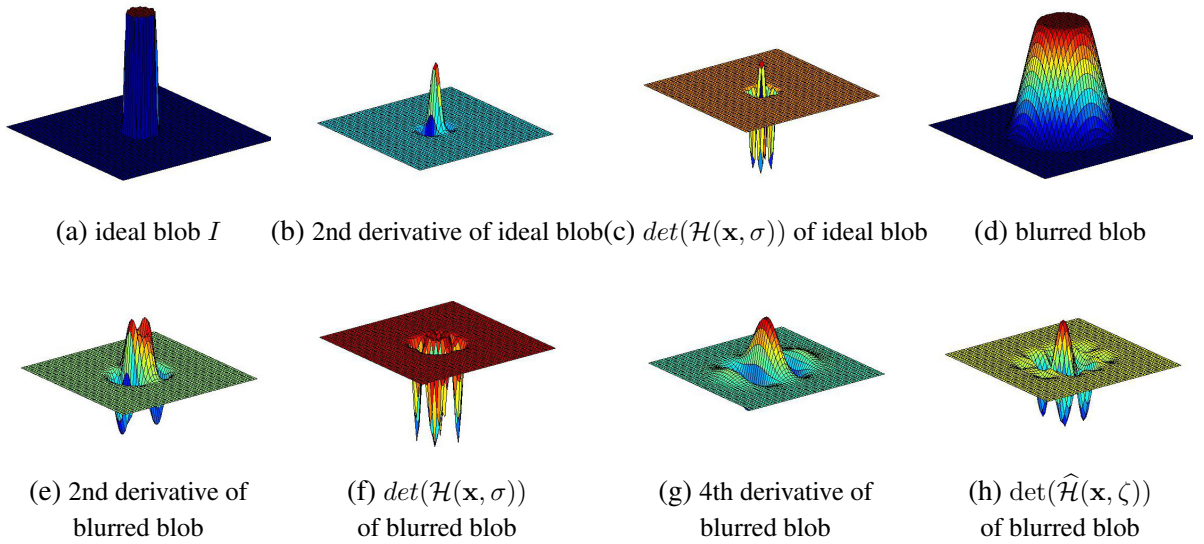 (a) ideal blob I
(b) 2nd derivative of ideal blob
(c) det(ℋ(x, σ)) of ideal blob
(d) blurred blob
(e) 2nd derivative of
blurred blob
(f) det(ℋ(x, σ))
of blurred blob
(g) 4th derivative of
blurred blob
(h) det(ℋ̂(x, ζ))
of blurred blob